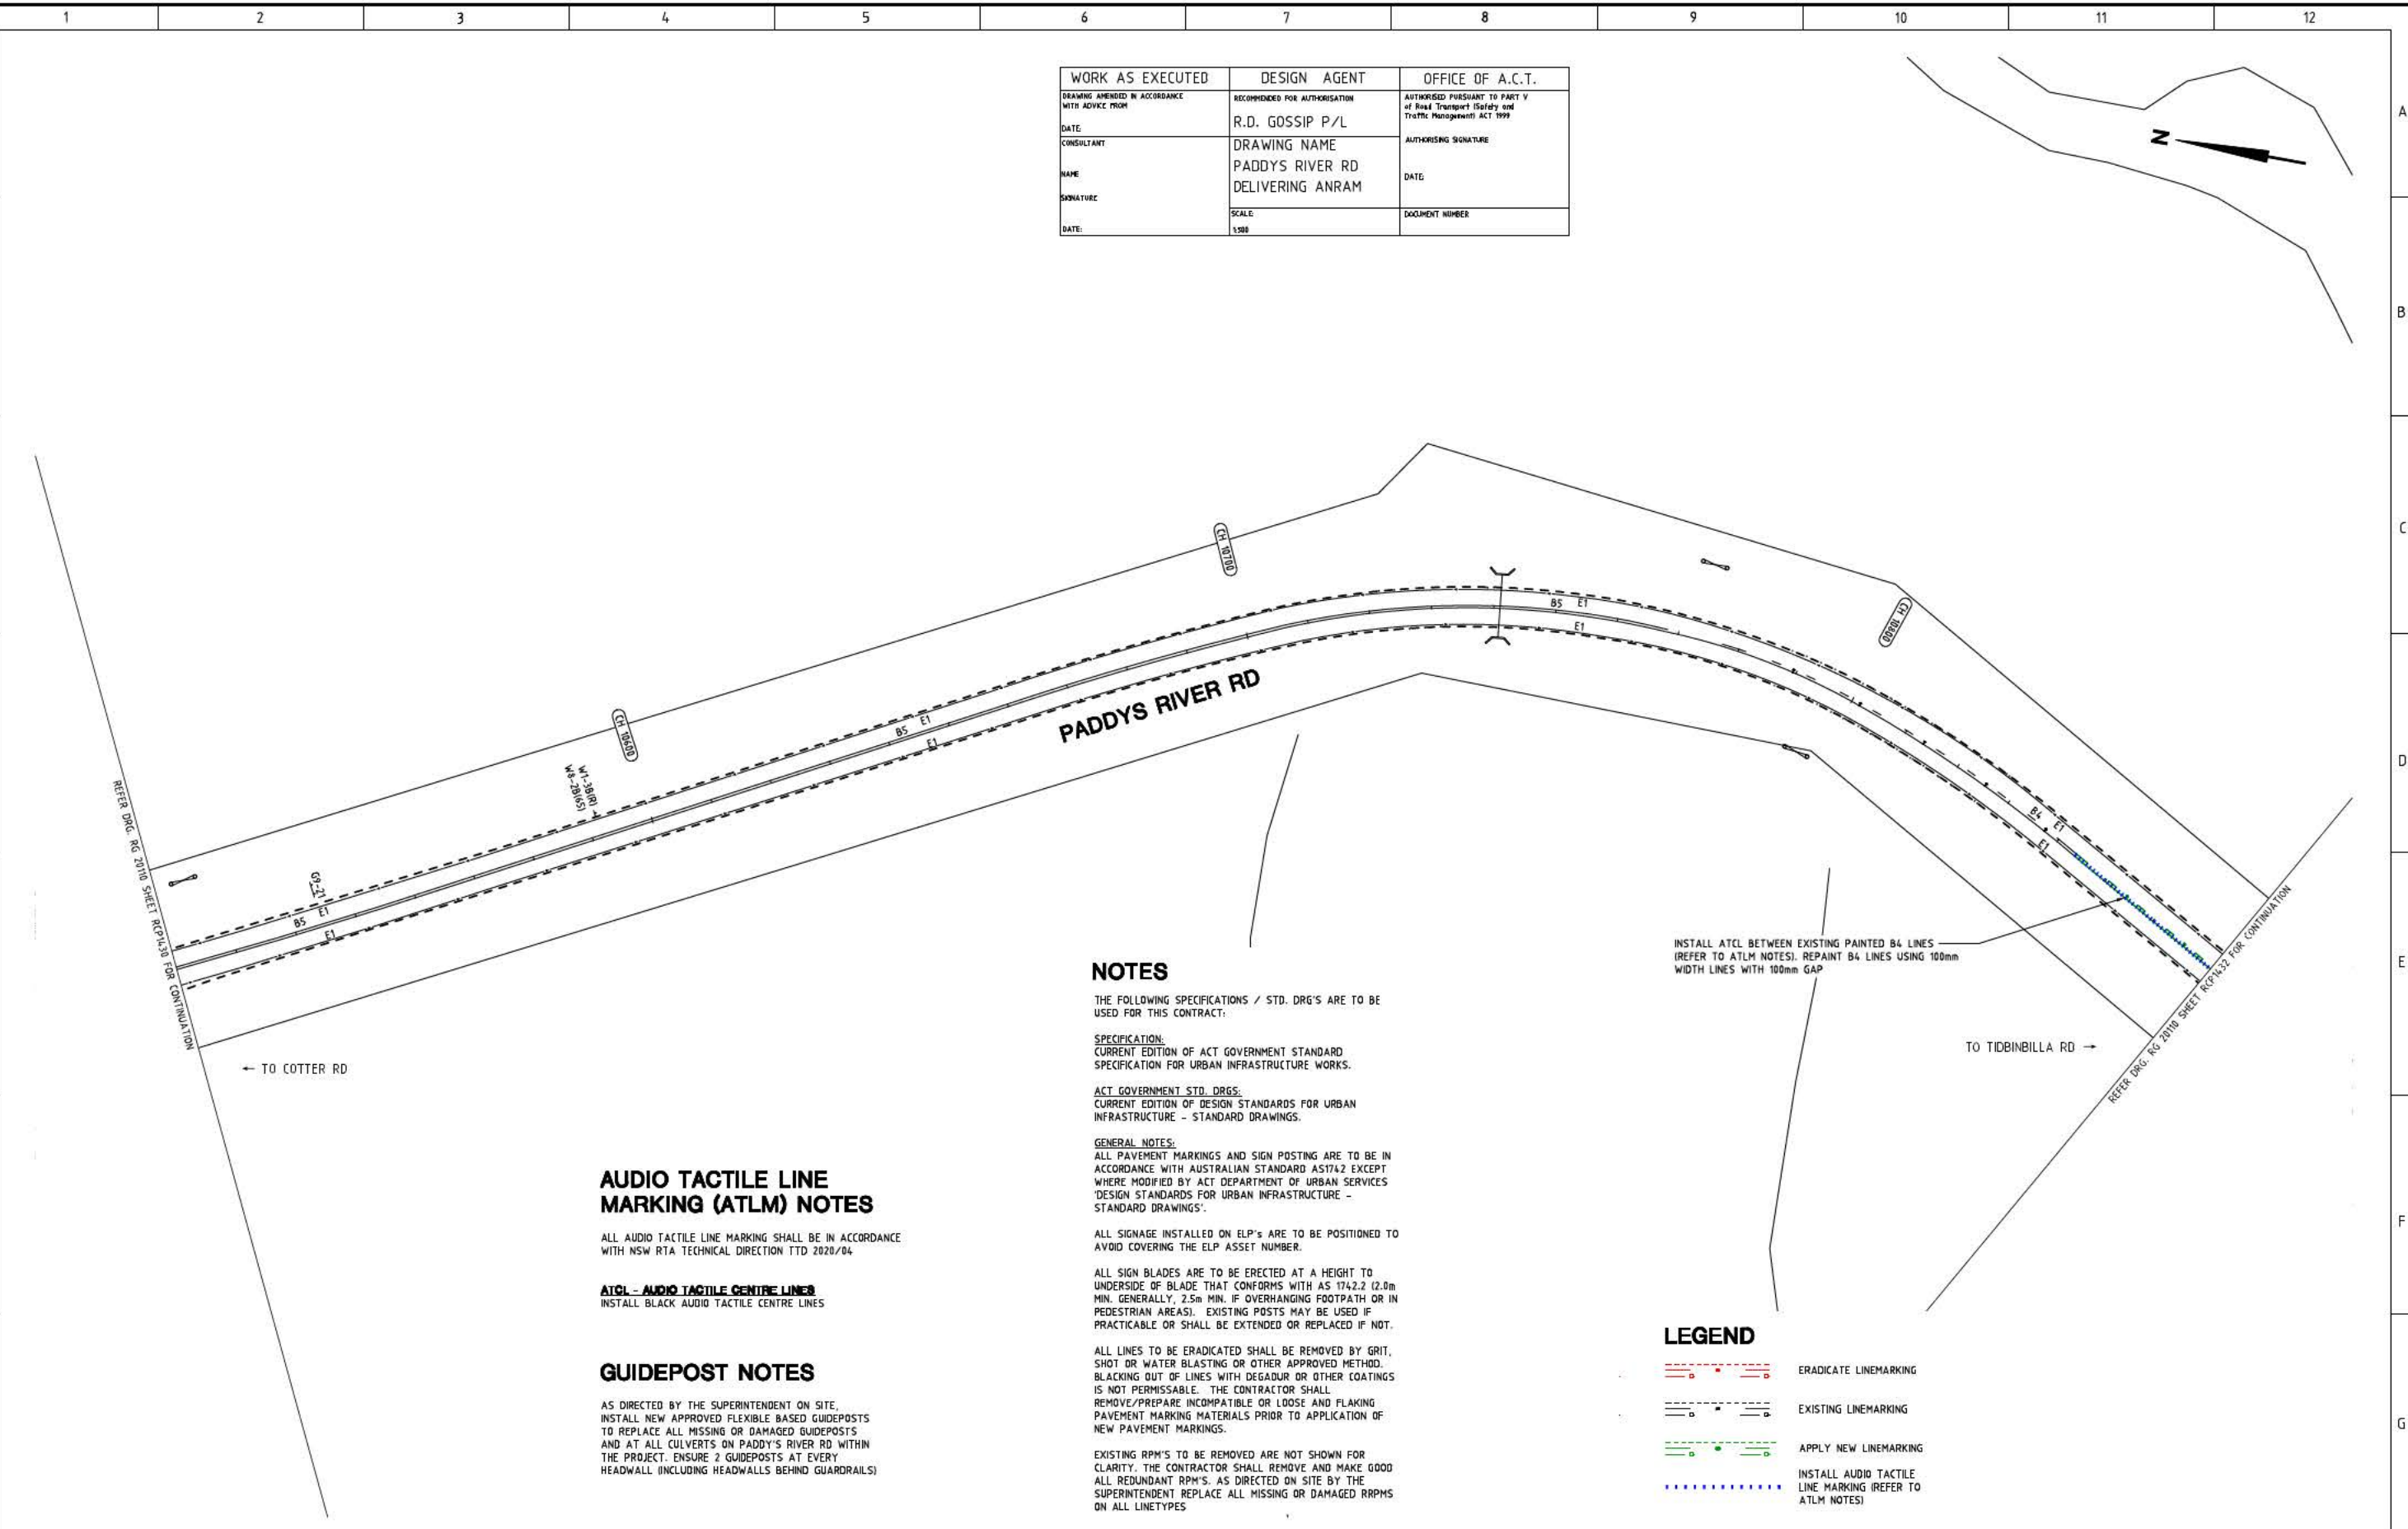 1 2 3 4 5 6 7 8 9 10 11 12
A
B
C
D
E
F
G
WORK AS EXECUTED
DRAWING AMENDED IN ACCORDANCE
WITH ADVICE FROM
DATE:
CONSULTANT
NAME
SIGNATURE
DATE:
DESIGN AGENT
RECOMMENDED FOR AUTHORISATION
R.D. GOSSIP P/L
DRAWING NAME
PADDYS RIVER RD
DELIVERING ANRAM
SCALE:
1:500
OFFICE OF A.C.T.
AUTHORISED PURSUANT TO PART V
of Road Transport (Safety and
Traffic Management) ACT 1999
AUTHORISING SIGNATURE
DATE:
DOCUMENT NUMBER
N
CH 10600
CH 10700
CH 10800
W1-3B(R)
W8-2B(65)
G9-21
B5 E1
E1
B5 E1
E1
B5 E1
E1
B4 E1
E1
PADDYS RIVER RD
REFER DRG. RG 20110 SHEET RCP1430 FOR CONTINUATION
← TO COTTER RD
INSTALL ATCL BETWEEN EXISTING PAINTED B4 LINES
(REFER TO ATLM NOTES). REPAINT B4 LINES USING 100mm
WIDTH LINES WITH 100mm GAP
TO TIDBINBILLA RD →
REFER DRG. RG 20110 SHEET RCP1432 FOR CONTINUATION
AUDIO TACTILE LINE
MARKING (ATLM) NOTES
ALL AUDIO TACTILE LINE MARKING SHALL BE IN ACCORDANCE
WITH NSW RTA TECHNICAL DIRECTION TTD 2020/04
ATCL - AUDIO TACTILE CENTRE LINES
INSTALL BLACK AUDIO TACTILE CENTRE LINES
GUIDEPOST NOTES
AS DIRECTED BY THE SUPERINTENDENT ON SITE,
INSTALL NEW APPROVED FLEXIBLE BASED GUIDEPOSTS
TO REPLACE ALL MISSING OR DAMAGED GUIDEPOSTS
AND AT ALL CULVERTS ON PADDY'S RIVER RD WITHIN
THE PROJECT. ENSURE 2 GUIDEPOSTS AT EVERY
HEADWALL (INCLUDING HEADWALLS BEHIND GUARDRAILS)
NOTES
THE FOLLOWING SPECIFICATIONS / STD. DRG'S ARE TO BE
USED FOR THIS CONTRACT:
SPECIFICATION:
CURRENT EDITION OF ACT GOVERNMENT STANDARD
SPECIFICATION FOR URBAN INFRASTRUCTURE WORKS.
ACT GOVERNMENT STD. DRGS:
CURRENT EDITION OF DESIGN STANDARDS FOR URBAN
INFRASTRUCTURE - STANDARD DRAWINGS.
GENERAL NOTES:
ALL PAVEMENT MARKINGS AND SIGN POSTING ARE TO BE IN
ACCORDANCE WITH AUSTRALIAN STANDARD AS1742 EXCEPT
WHERE MODIFIED BY ACT DEPARTMENT OF URBAN SERVICES
'DESIGN STANDARDS FOR URBAN INFRASTRUCTURE -
STANDARD DRAWINGS'.
ALL SIGNAGE INSTALLED ON ELP's ARE TO BE POSITIONED TO
AVOID COVERING THE ELP ASSET NUMBER.
ALL SIGN BLADES ARE TO BE ERECTED AT A HEIGHT TO
UNDERSIDE OF BLADE THAT CONFORMS WITH AS 1742.2 (2.0m
MIN. GENERALLY, 2.5m MIN. IF OVERHANGING FOOTPATH OR IN
PEDESTRIAN AREAS). EXISTING POSTS MAY BE USED IF
PRACTICABLE OR SHALL BE EXTENDED OR REPLACED IF NOT.
ALL LINES TO BE ERADICATED SHALL BE REMOVED BY GRIT,
SHOT OR WATER BLASTING OR OTHER APPROVED METHOD.
BLACKING OUT OF LINES WITH DEGADUR OR OTHER COATINGS
IS NOT PERMISSABLE. THE CONTRACTOR SHALL
REMOVE/PREPARE INCOMPATIBLE OR LOOSE AND FLAKING
PAVEMENT MARKING MATERIALS PRIOR TO APPLICATION OF
NEW PAVEMENT MARKINGS.
EXISTING RPM'S TO BE REMOVED ARE NOT SHOWN FOR
CLARITY. THE CONTRACTOR SHALL REMOVE AND MAKE GOOD
ALL REDUNDANT RPM'S. AS DIRECTED ON SITE BY THE
SUPERINTENDENT REPLACE ALL MISSING OR DAMAGED RRPMS
ON ALL LINETYPES
LEGEND
ERADICATE LINEMARKING
EXISTING LINEMARKING
APPLY NEW LINEMARKING
INSTALL AUDIO TACTILE
LINE MARKING (REFER TO
ATLM NOTES)